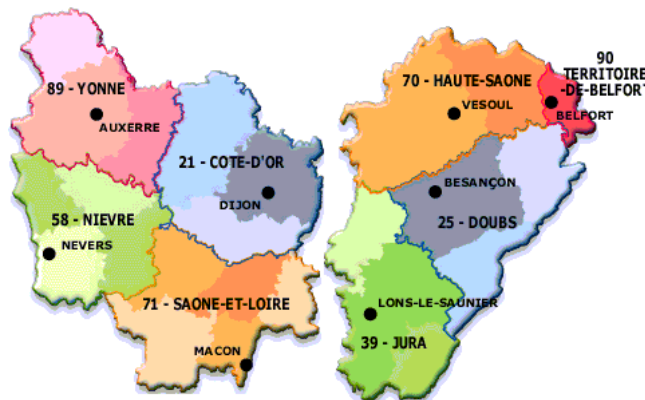 89 - YONNE
AUXERRE
21 - COTE-D'OR
DIJON
58 - NIEVRE
NEVERS
71 - SAONE-ET-LOIRE
MACON
70 - HAUTE-SAONE
VESOUL
90
TERRITOIRE
-DE-BELFORT
BELFORT
BESANÇON
25 - DOUBS
LONS-LE-SAUNIER
39 - JURA